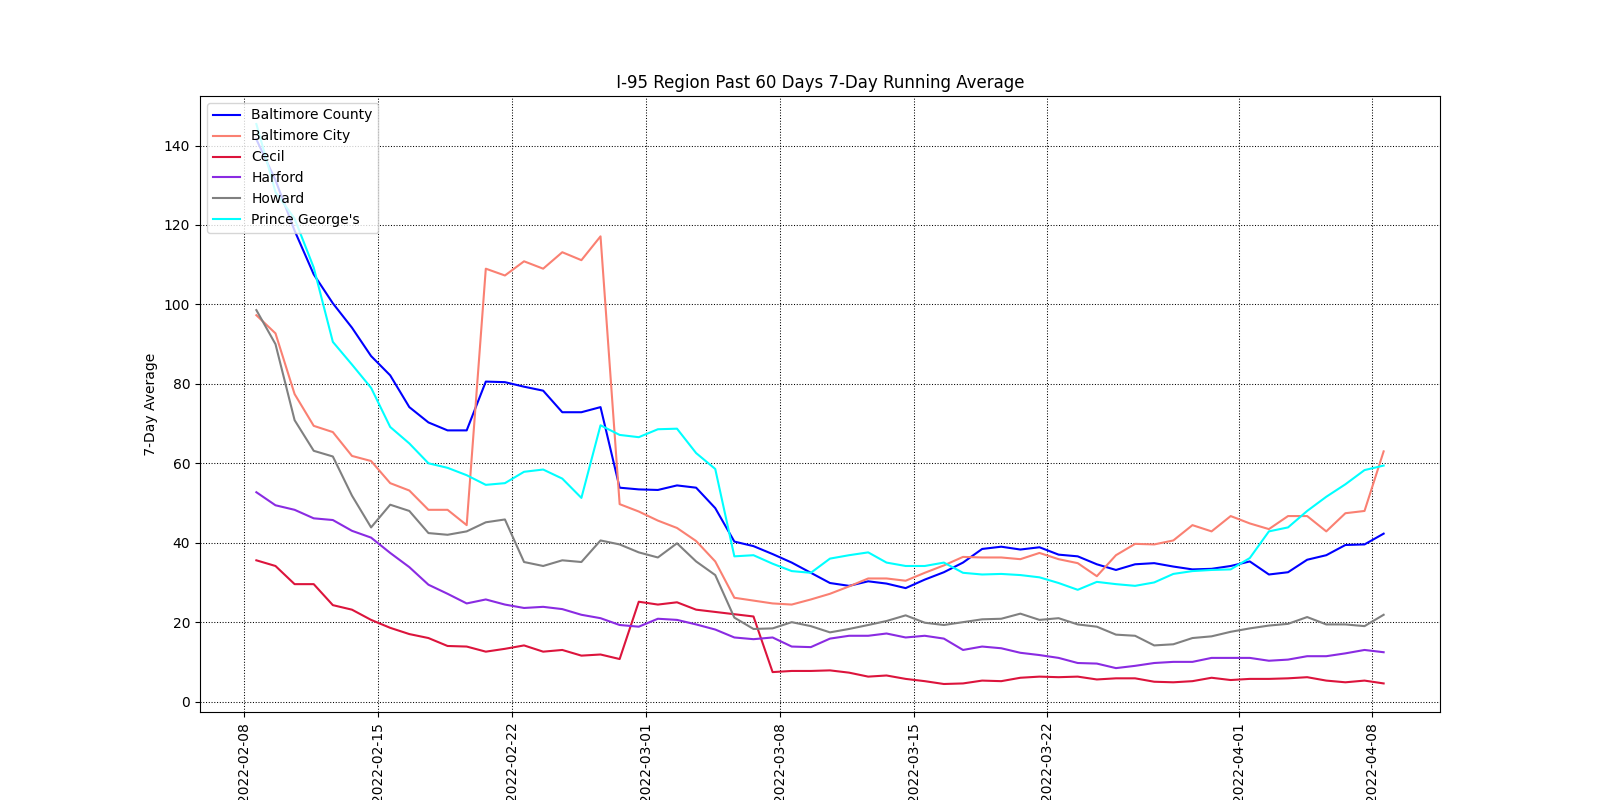 I-95 Region Past 60 Days 7-Day Running Average
Baltimore County
Baltimore City
Cecil
Harford
Howard
Prince George's
7-Day Average
140
120
100
80
60
40
20
0
2022-02-08
2022-02-15
2022-02-22
2022-03-01
2022-03-08
2022-03-15
2022-03-22
2022-04-01
2022-04-08